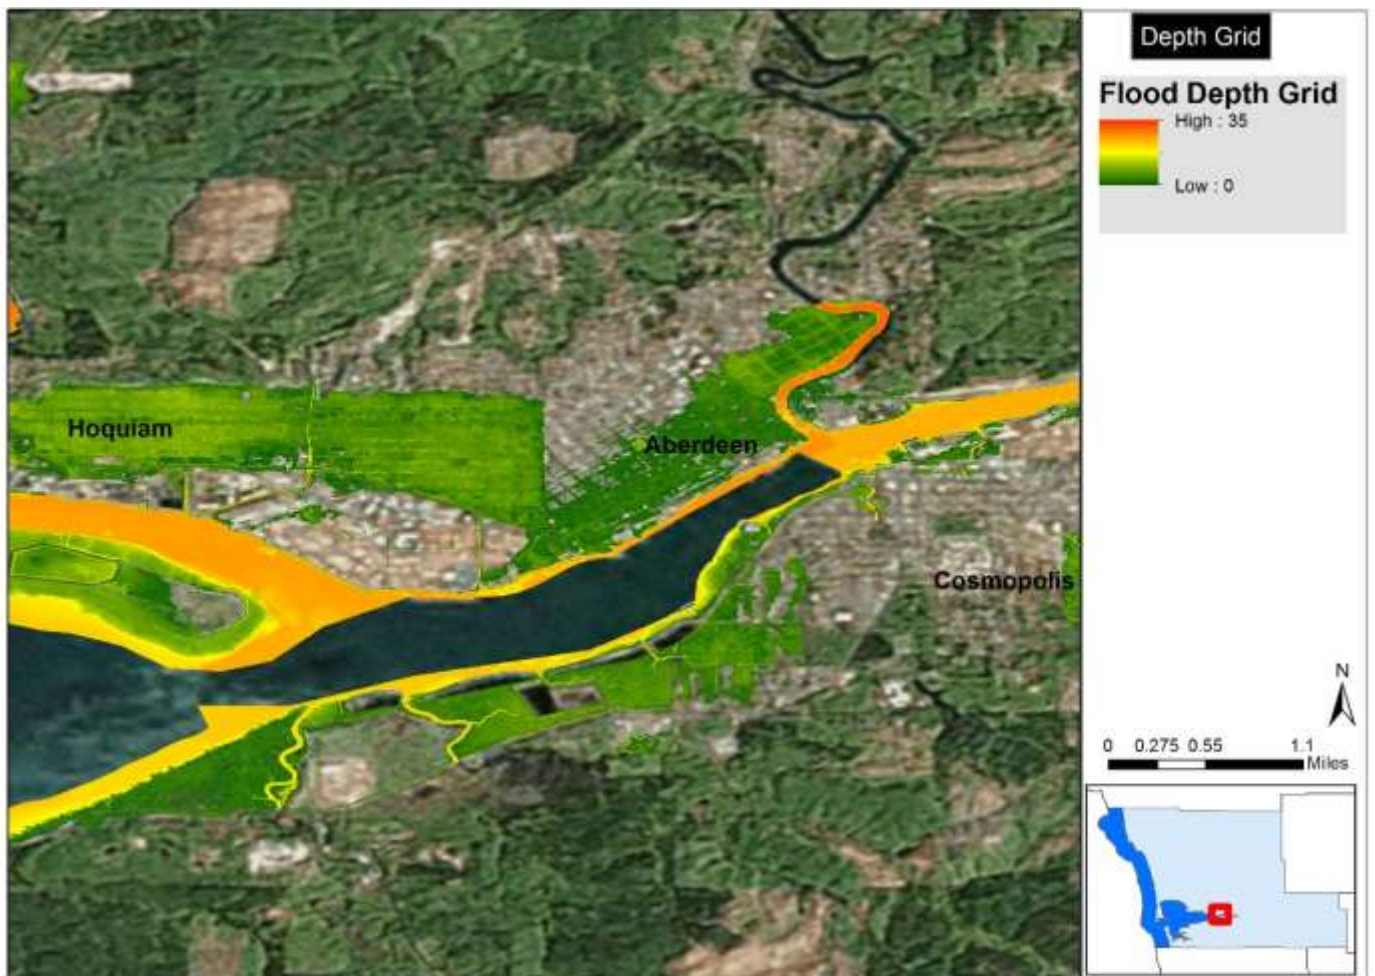 Depth Grid
Flood Depth Grid
High : 35
Low : 0
Hoquiam
Aberdeen
Cosmopolis
N
0 0.275 0.55 1.1
Miles